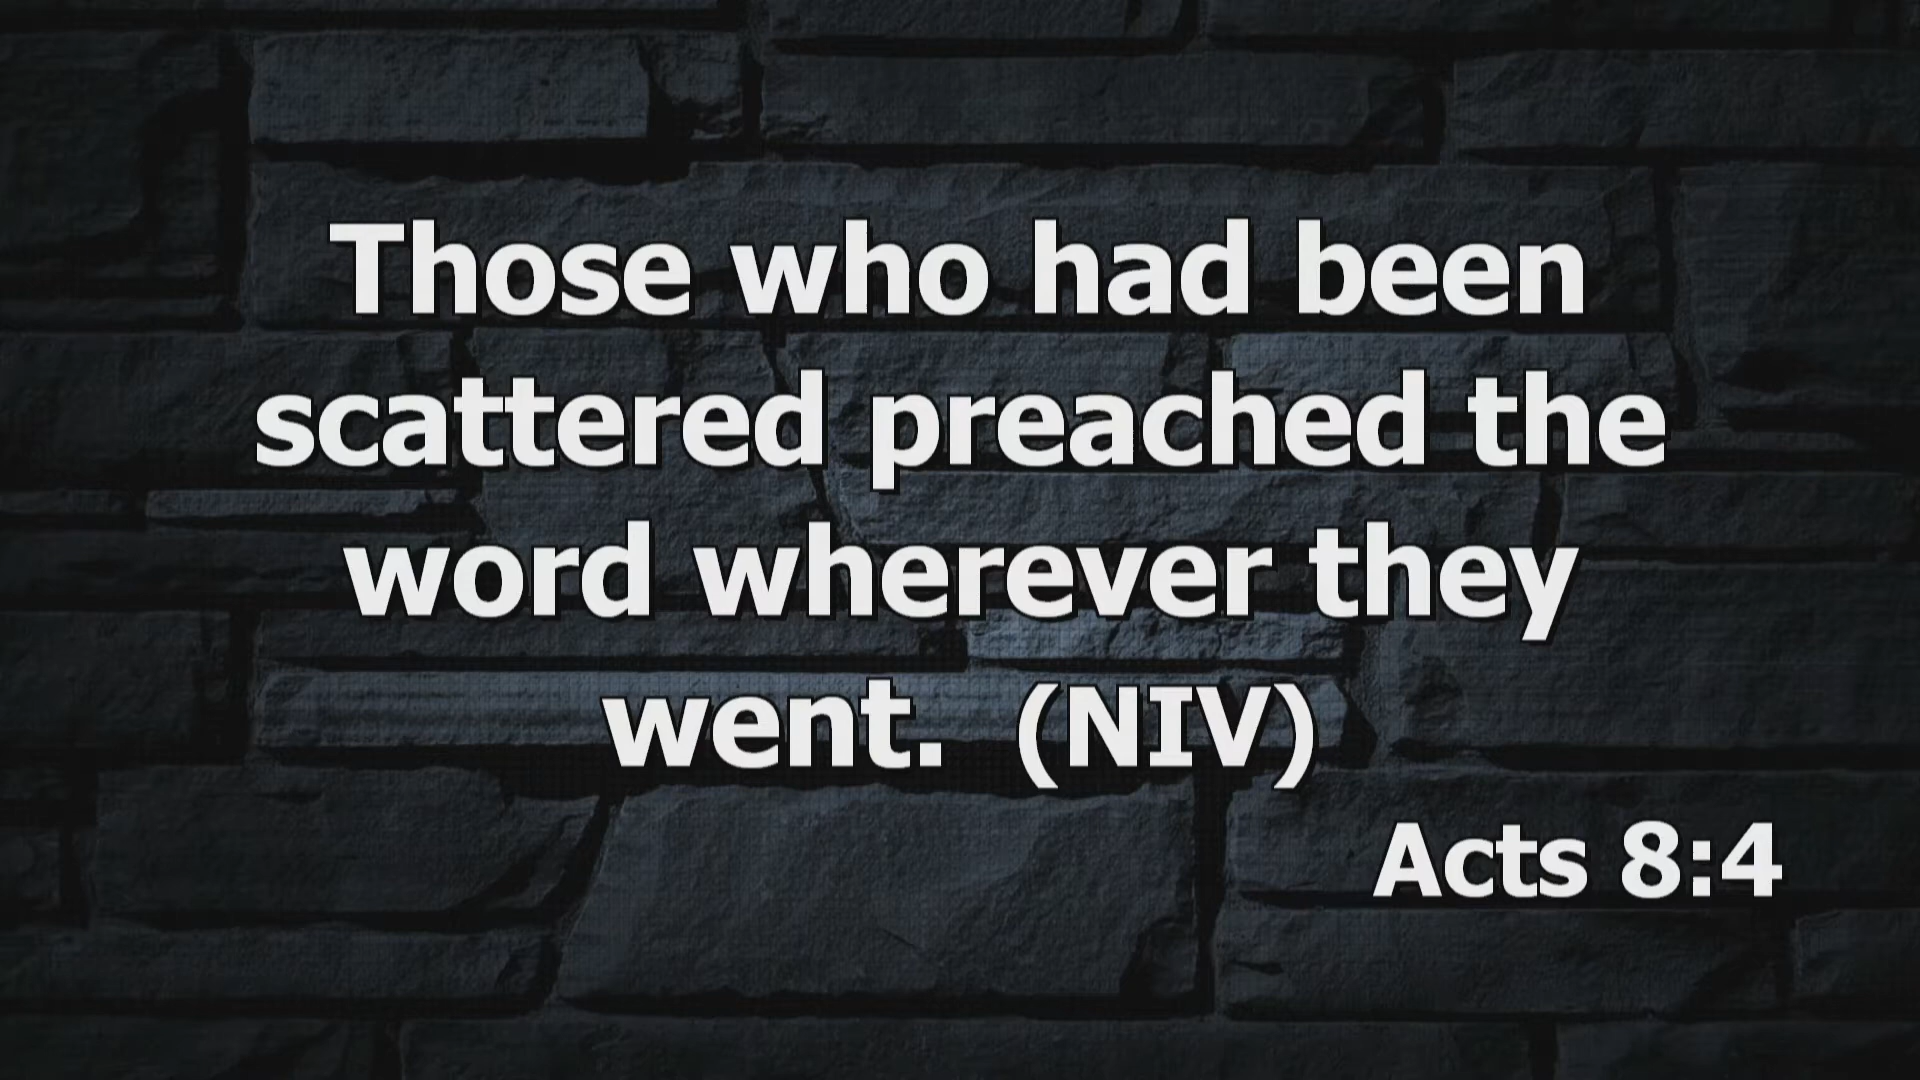 Those who had been
scattered preached the
word wherever they
went.  (NIV)
Acts 8:4